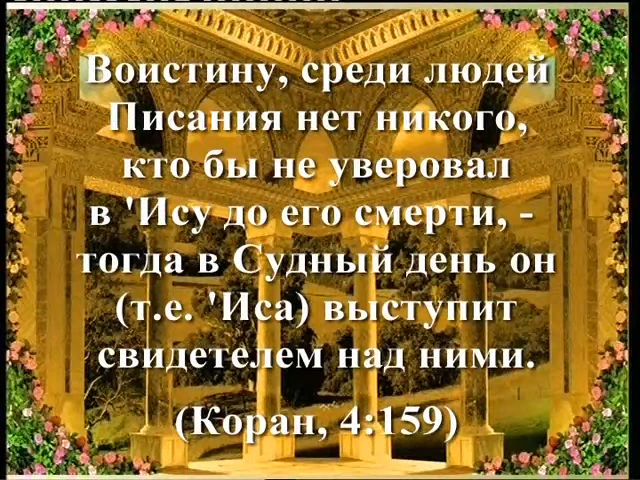 Воистину, среди людей
Писания нет никого,
кто бы не уверовал
в 'Ису до его смерти, -
тогда в Судный день он
(т.е. 'Иса) выступит
свидетелем над ними.
(Коран, 4:159)